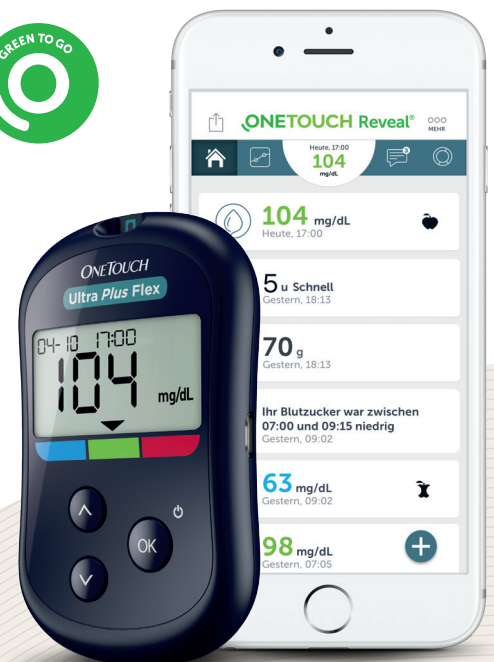 GREEN TO GO
ONETOUCH Reveal®
MEHR
Heute, 17:00
104
mg/dL
3
104 mg/dL
Heute, 17:00
5 u Schnell
Gestern, 18:13
70 g
Gestern, 18:13
Ihr Blutzucker war zwischen
07:00 und 09:15 niedrig
Gestern, 09:02
63 mg/dL
Gestern, 09:02
98 mg/dL
Gestern, 07:05
ONETOUCH
Ultra Plus Flex
04-10 17:00
104 mg/dL
OK